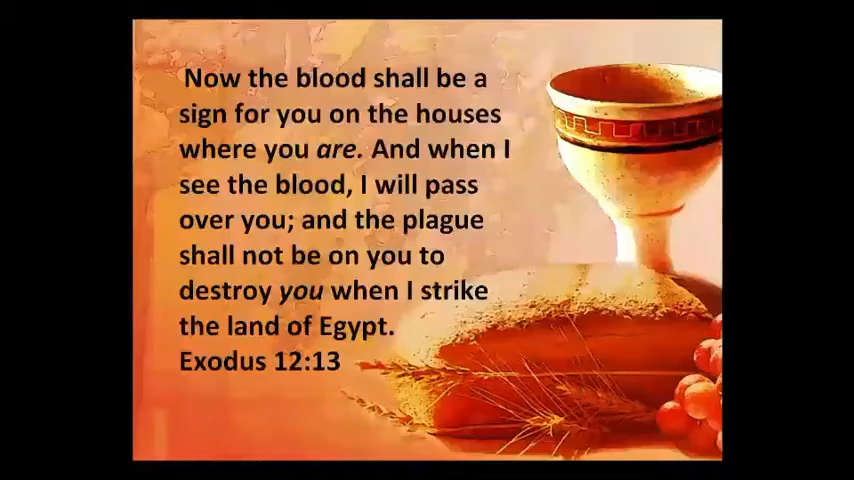 Now the blood shall be a
sign for you on the houses
where you are. And when I
see the blood, I will pass
over you; and the plague
shall not be on you to
destroy you when I strike
the land of Egypt.
Exodus 12:13